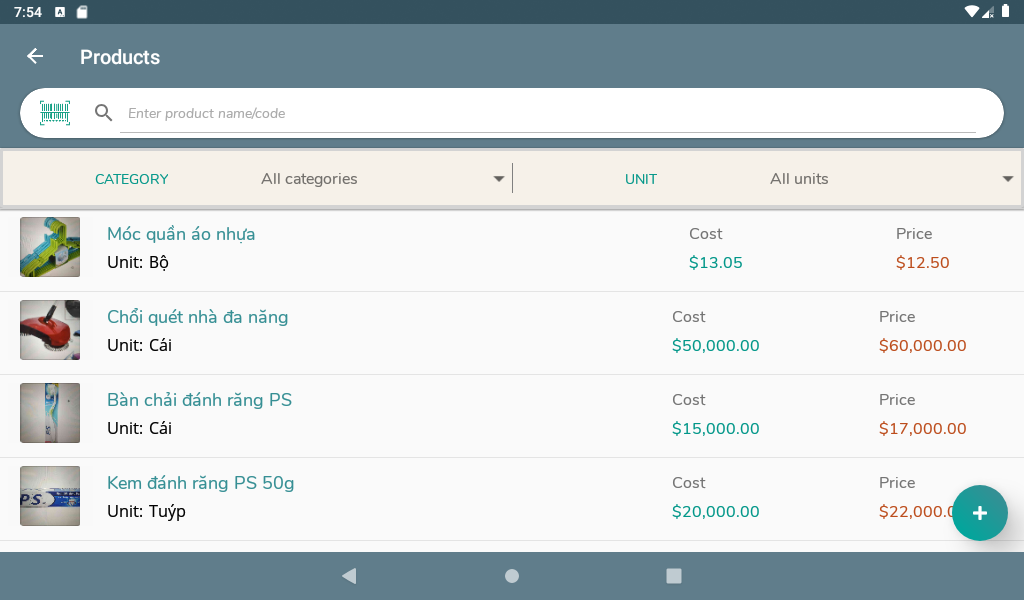 7:54
Products
Enter product name/code
CATEGORY All categories UNIT All units
Móc quần áo nhựa Cost Price
Unit: Bộ $13.05 $12.50
Chổi quét nhà đa năng Cost Price
Unit: Cái $50,000.00 $60,000.00
Bàn chải đánh răng PS Cost Price
Unit: Cái $15,000.00 $17,000.00
Kem đánh răng PS 50g Cost Price
Unit: Tuýp $20,000.00 $22,000.
P.S.